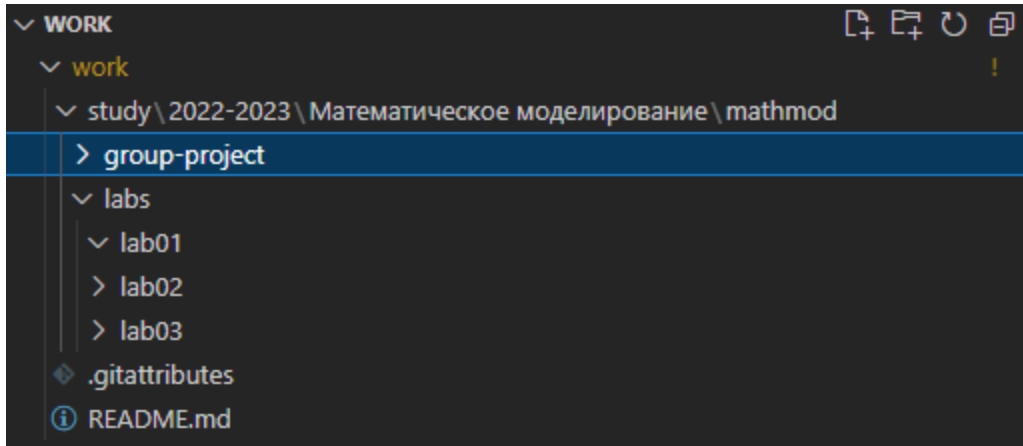 WORK
work !
study\2022-2023\Математическое моделирование\mathmod
group-project
labs
lab01
lab02
lab03
.gitattributes
README.md